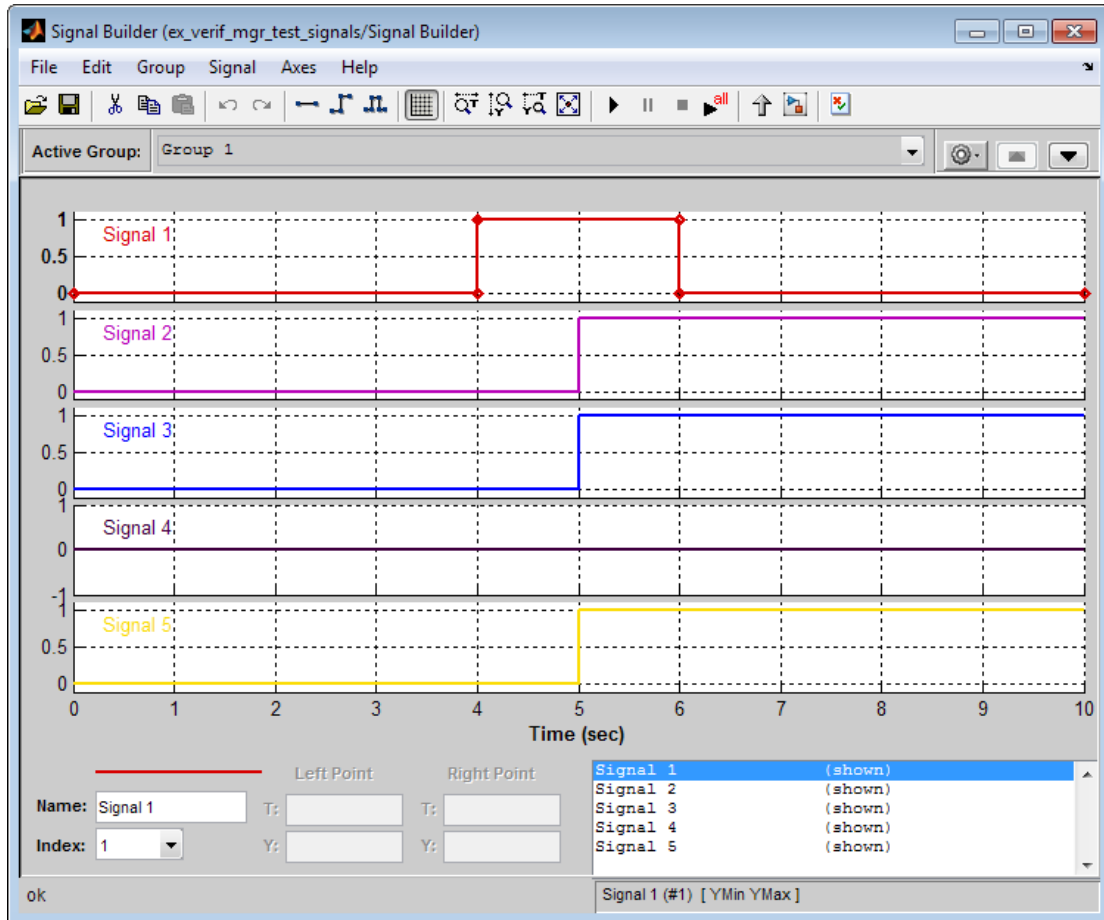 Signal Builder (ex_verif_mgr_test_signals/Signal Builder)
File Edit Group Signal Axes Help
all
Active Group: Group 1
1
Signal 1
0.5
0
1
Signal 2
0.5
0
1
Signal 3
0.5
0
1
Signal 4
0
-1
1
Signal 5
0.5
0
0 1 2 3 4 5 6 7 8 9 10
Time (sec)
Left Point Right Point
Name: Signal 1 T: T:
Index: 1 Y: Y:
Signal 1 (shown)
Signal 2 (shown)
Signal 3 (shown)
Signal 4 (shown)
Signal 5 (shown)
ok
Signal 1 (#1) [ YMin YMax ]